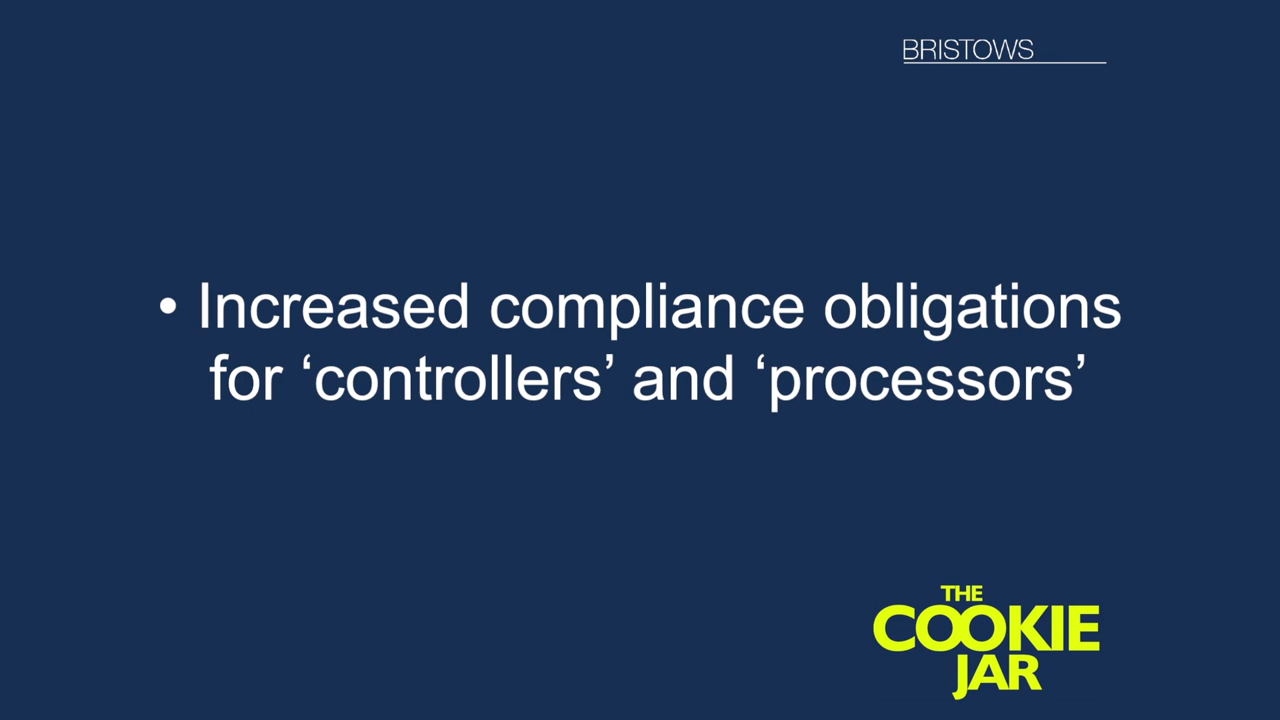 BRISTOWS
• Increased compliance obligations
for ‘controllers’ and ‘processors’
THE
COOKIE
JAR